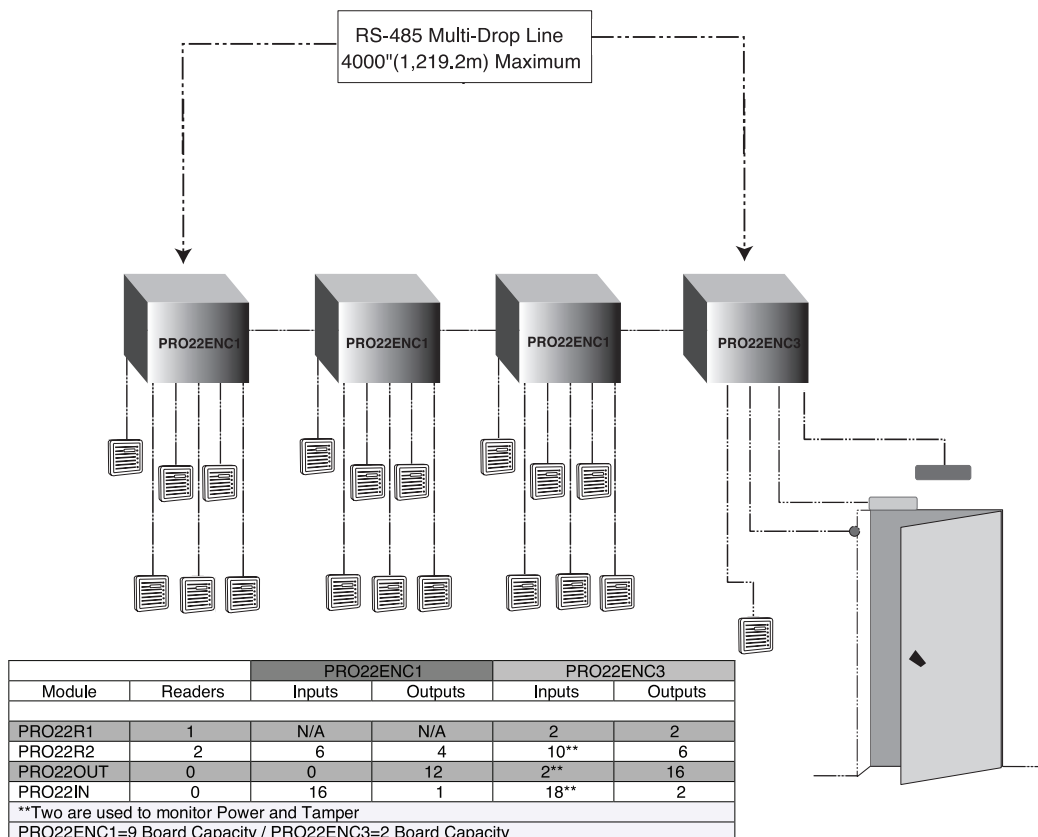 RS-485 Multi-Drop Line
4000"(1,219.2m) Maximum
PRO22ENC1
PRO22ENC1
PRO22ENC1
PRO22ENC3
PRO22ENC1 PRO22ENC3
Module Readers Inputs Outputs Inputs Outputs
PRO22R1 1 N/A N/A 2 2
PRO22R2 2 6 4 10** 6
PRO22OUT 0 0 12 2** 16
PRO22IN 0 16 1 18** 2
**Two are used to monitor Power and Tamper
PRO22ENC1=9 Board Capacity / PRO22ENC3=2 Board Capacity